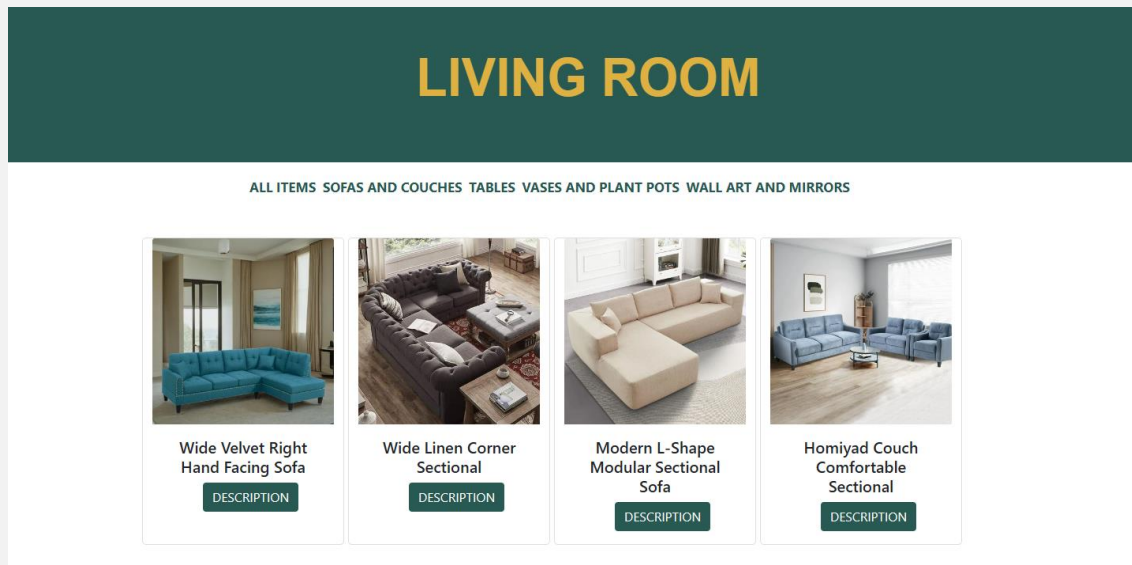 LIVING ROOM
ALL ITEMS SOFAS AND COUCHES TABLES VASES AND PLANT POTS WALL ART AND MIRRORS
Wide Velvet Right
Hand Facing Sofa
DESCRIPTION
Wide Linen Corner
Sectional
DESCRIPTION
Modern L-Shape
Modular Sectional
Sofa
DESCRIPTION
Homiyad Couch
Comfortable
Sectional
DESCRIPTION